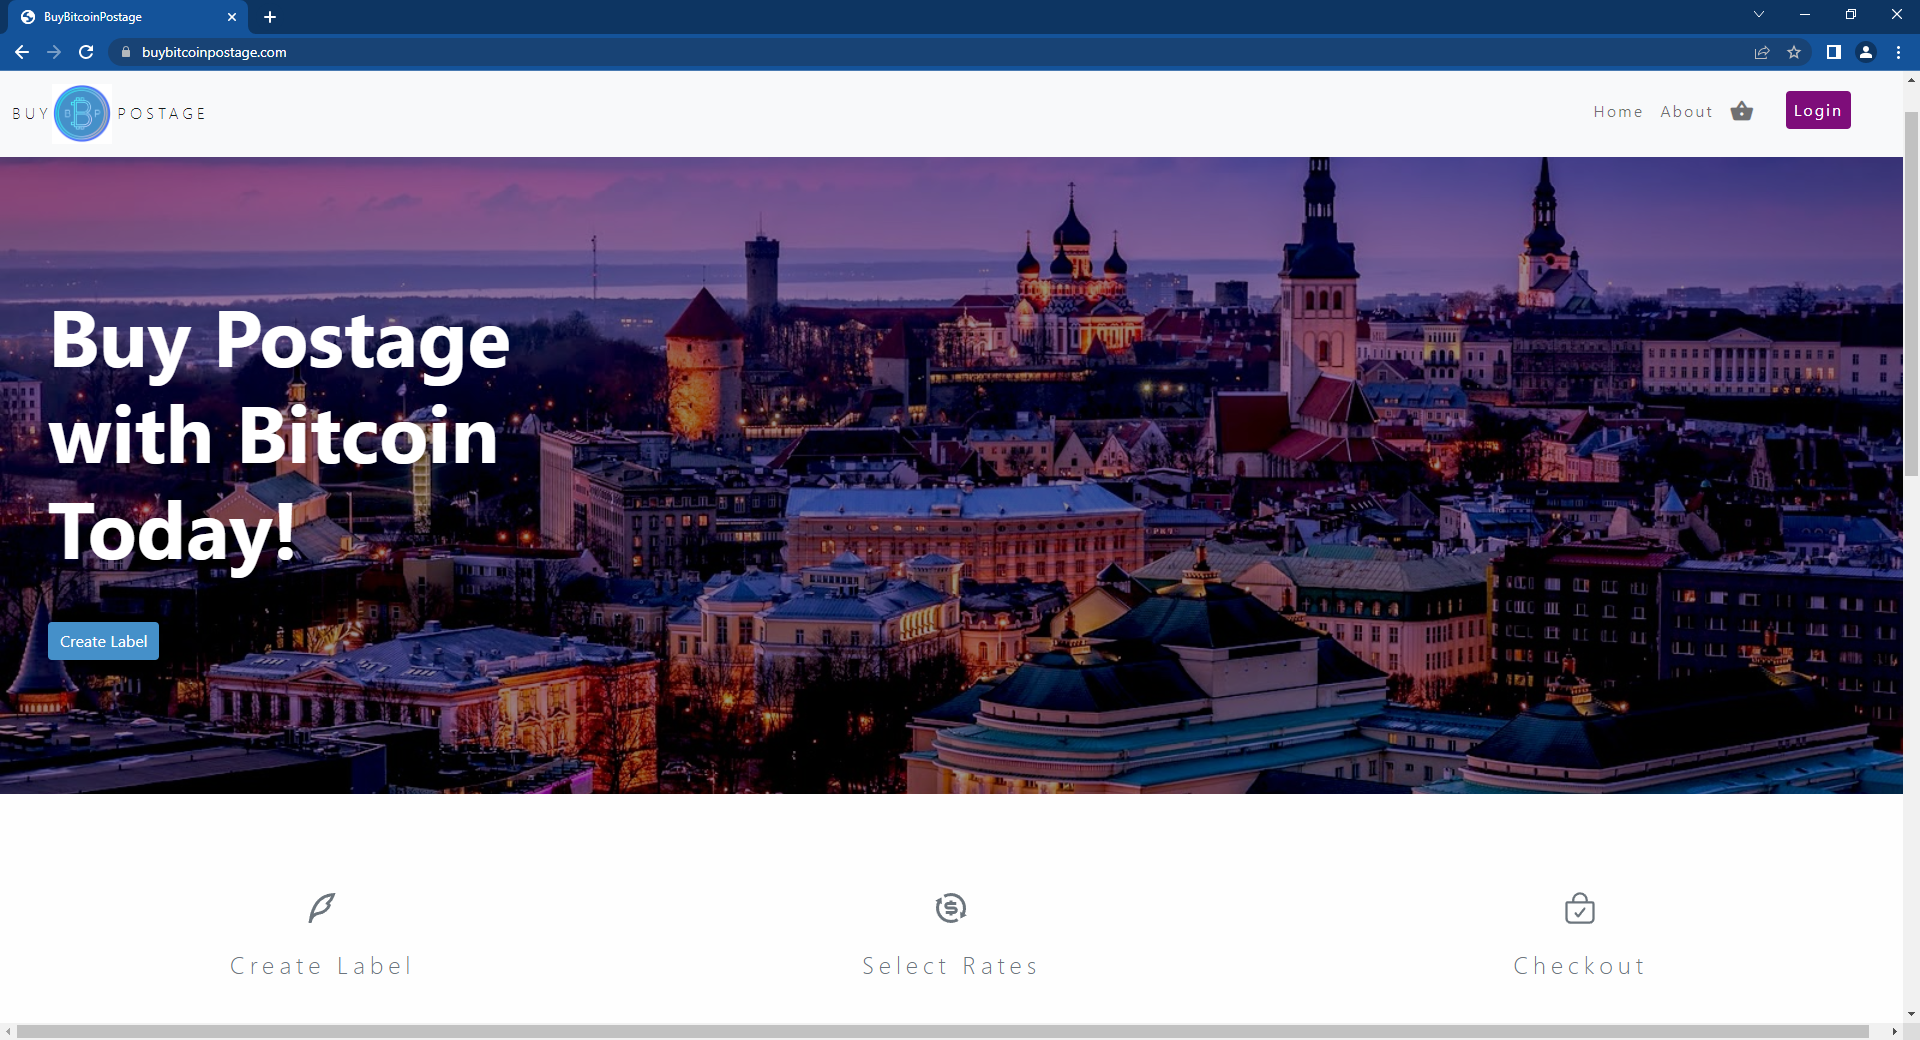 BuyBitcoinPostage
buybitcoinpostage.com
BUY B B P POSTAGE
Home About Login
Buy Postage
with Bitcoin
Today!
Create Label
Create Label Select Rates Checkout